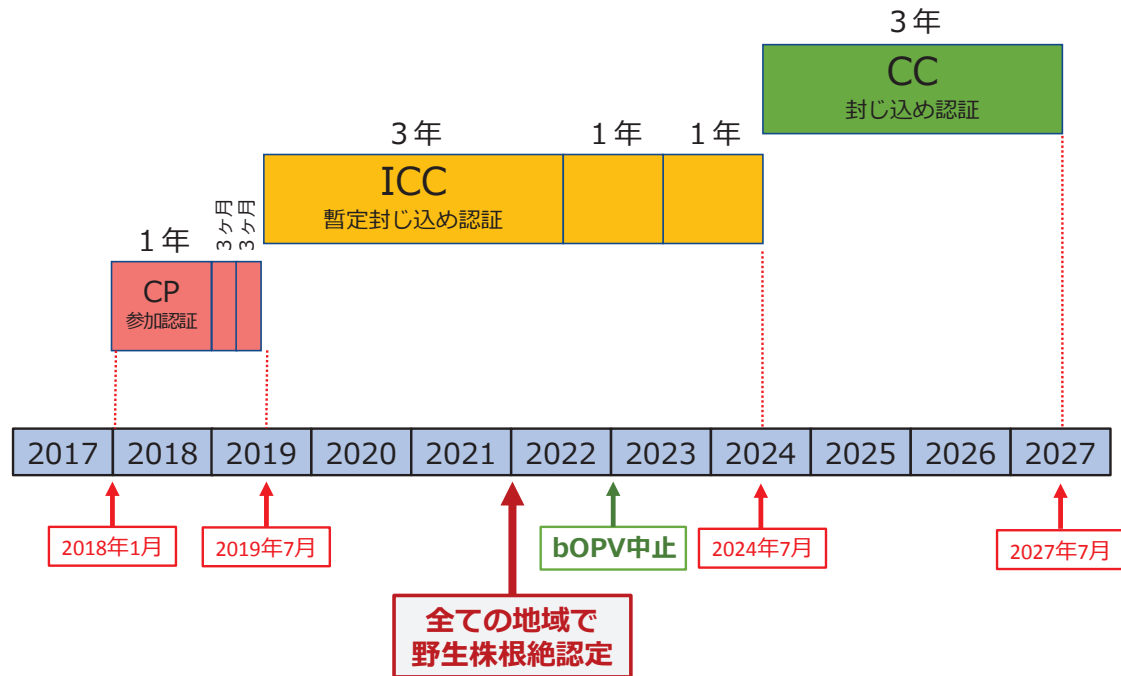 3年
CC
封じ込め認証
3年
1年
1年
ICC
暫定封じ込め認証
1年
3ヶ月
3ヶ月
CP
参加認証
2017
2018
2019
2020
2021
2022
2023
2024
2025
2026
2027
2018年1月
2019年7月
bOPV中止
2024年7月
2027年7月
全ての地域で
野生株根絶認定